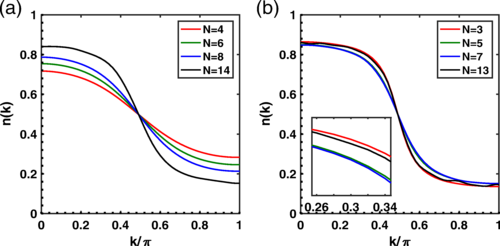 (a)
n(k)
1
0.8
0.6
0.4
0.2
0
0 0.2 0.4 0.6 0.8 1
k/π
N=4
N=6
N=8
N=14
(b)
n(k)
1
0.8
0.6
0.4
0.2
0
0 0.2 0.4 0.6 0.8 1
k/π
N=3
N=5
N=7
N=13
0.26 0.3 0.34